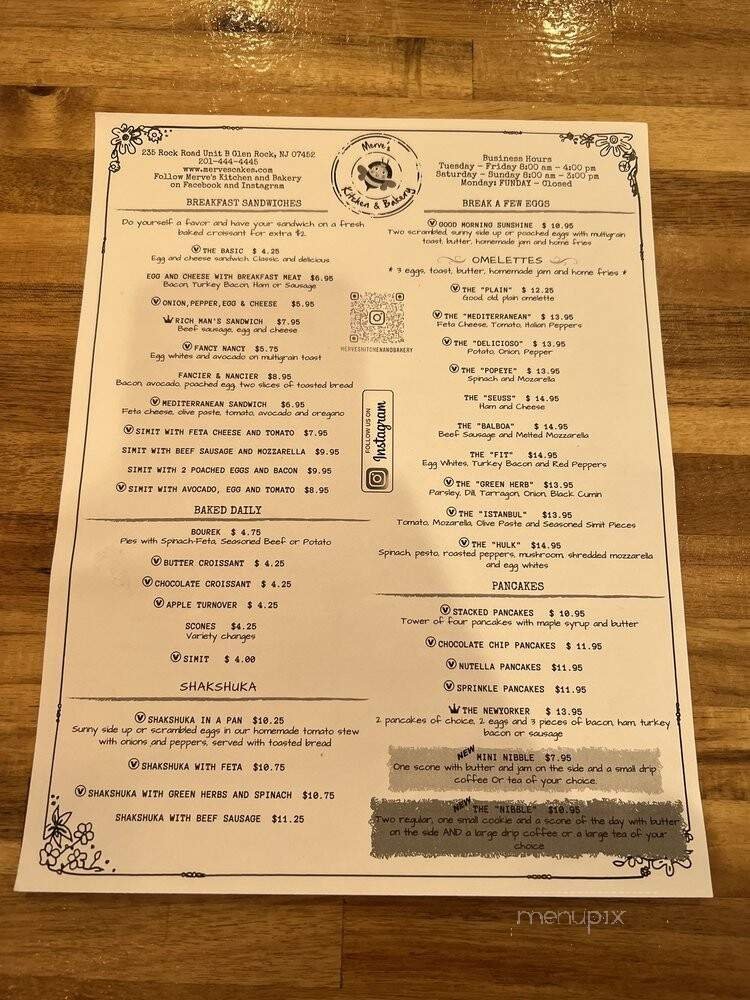 235 Rock Road Unit B Glen Rock, NJ 07452
201-444-4445
www.mervescakes.com
Follow Merve's Kitchen and Bakery
on Facebook and Instagram
Merve's
Kitchen & Bakery
Business Hours
Tuesday - Friday 8:00 am - 4:00 pm
Saturday - Sunday 8:00 am - 3:00 pm
Monday: FUNDAY - Closed
BREAKFAST SANDWICHES
Do yourself a favor and have your sandwich on a fresh
baked croissant for extra $2.
V THE BASIC $ 4.25
Egg and cheese sandwich. Classic and delicious.
EGG AND CHEESE WITH BREAKFAST MEAT $6.95
Bacon, Turkey Bacon, Ham or Sausage
V ONION,PEPPER,EGG & CHEESE $5.95
RICH MAN'S SANDWICH $7.95
Beef sausage, egg and cheese
V FANCY NANCY $5.75
Egg whites and avocado on multigrain toast
FANCIER & NANCIER $8.95
Bacon, avocado, poached egg, two slices of toasted bread
V MEDITERRANEAN SANDWICH $6.95
Feta cheese, olive paste, tomato, avocado and oregano
V SIMIT WITH FETA CHEESE AND TOMATO $7.95
SIMIT WITH BEEF SAUSAGE AND MOZZARELLA $9.95
SIMIT WITH 2 POACHED EGGS AND BACON $9.95
V SIMIT WITH AVOCADO, EGG AND TOMATO $8.95
BAKED DAILY
BOUREK $ 4.75
Pies with Spinach-Feta, Seasoned Beef or Potato
V BUTTER CROISSANT $ 4.25
V CHOCOLATE CROISSANT $ 4.25
V APPLE TURNOVER $ 4.25
SCONES $4.25
Variety changes
V SIMIT $ 4.00
SHAKSHUKA
V SHAKSHUKA IN A PAN $10.25
Sunny side up or scrambled eggs in our homemade tomato stew
with onions and peppers, served with toasted bread
V SHAKSHUKA WITH FETA $10.75
V SHAKSHUKA WITH GREEN HERBS AND SPINACH $10.75
SHAKSHUKA WITH BEEF SAUSAGE $11.25
MERVESKITCHENANDBAKERY
FOLLOW US ON
Instagram
BREAK A FEW EGGS
V GOOD MORNING SUNSHINE $ 10.95
Two scrambled, sunny side up or poached eggs with multigrain
toast, butter, homemade jam and home fries
OMELETTES
* 3 eggs, toast, butter, homemade jam and home fries *
V THE "PLAIN" $ 12.25
Good, old, plain omelette
V THE "MEDITERRANEAN" $ 13.95
Feta Cheese, Tomato, Italian Peppers
V THE "DELICIOSO" $ 13.95
Potato, Onion, Pepper
V THE "POPEYE" $ 13.95
Spinach and Mozarella
THE "SEUSS" $ 14.95
Ham and Cheese
THE "BALBOA" $ 14.95
Beef Sausage and Melted Mozzarella
THE "FIT" $14.95
Egg Whites, Turkey Bacon and Red Peppers
V THE "GREEN HERB" $13.95
Parsley, Dill, Tarragon, Onion, Black Cumin
V THE "ISTANBUL" $13.95
Tomato, Mozarella, Olive Paste and Seasoned Simit Pieces
V THE "HULK" $14.95
Spinach, pesto, roasted peppers, mushroom, shredded mozzarella
and egg whites
PANCAKES
V STACKED PANCAKES $ 10.95
Tower of four pancakes with maple syrup and butter
V CHOCOLATE CHIP PANCAKES $ 11.95
V NUTELLA PANCAKES $11.95
V SPRINKLE PANCAKES $11.95
THE NEWYORKER $ 13.95
2 pancakes of choice, 2 eggs and 3 pieces of bacon, ham, turkey
bacon or sausage
NEW MINI NIBBLE $7.95
One scone with butter and jam on the side and a small drip
coffee Or tea of your choice.
NEW THE "NIBBLE" $10.95
Two regular, one small cookie and a scone of the day with butter
on the side AND a large drip coffee or a large tea of your
choice
menupix